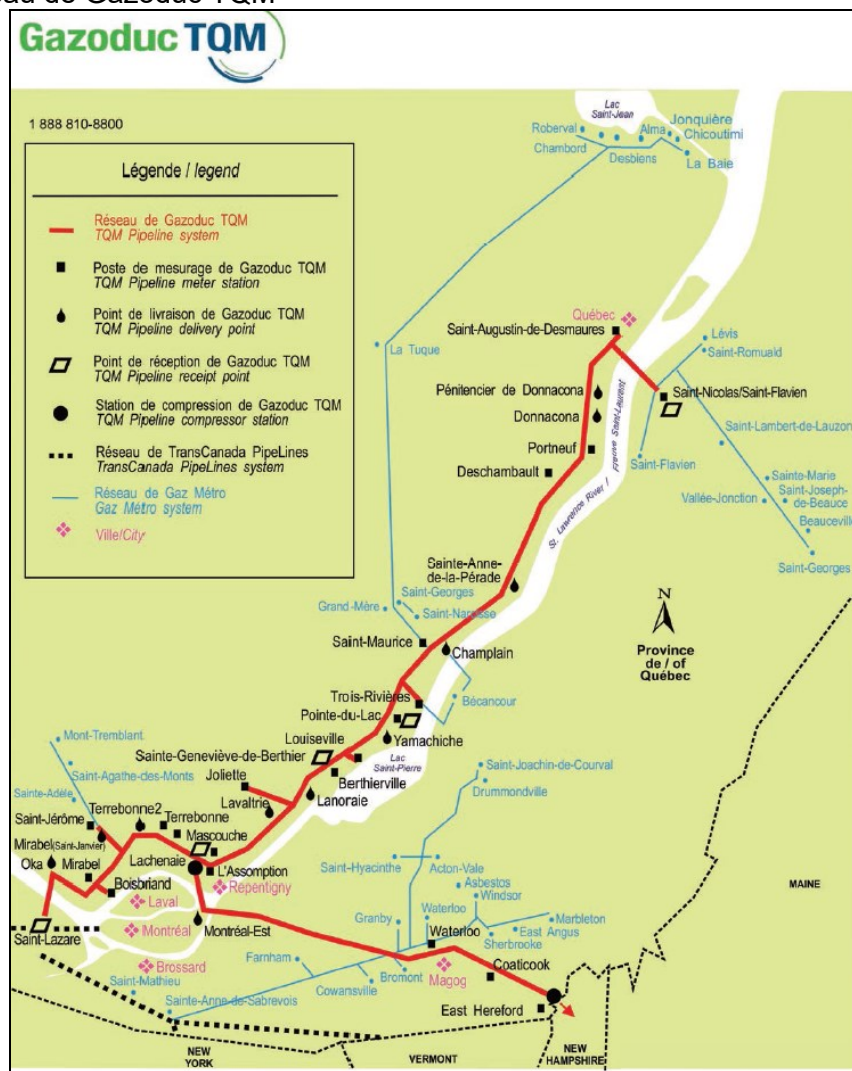 eau de Gazoduc TQM
Gazoduc TQM
1 888 810-8800
Légende / legend
Réseau de Gazoduc TQM
TQM Pipeline system
Poste de mesurage de Gazoduc TQM
TQM Pipeline meter station
Point de livraison de Gazoduc TQM
TQM Pipeline delivery point
Point de réception de Gazoduc TQM
TQM Pipeline receipt point
Station de compression de Gazoduc TQM
TQM Pipeline compressor station
Réseau de TransCanada PipeLines
TransCanada PipeLines system
Réseau de Gaz Métro
Gaz Métro system
Ville/City
Lac
Saint-Jean
Roberval
Alma
Jonquière
Chicoutimi
Chambord
Desbiens
La Baie
Québec
Saint-Augustin-de-Desmaures
La Tuque
Lévis
Saint-Romuald
Pénitencier de Donnacona
Saint-Nicolas/Saint-Flavien
Donnacona
Saint-Lambert-de-Lauzon
Portneuf
Deschambault
Saint-Flavien
St. Lawrence River / Fleuve Saint-Laurent
Sainte-Marie
Vallée-Jonction
Saint-Joseph-
de-Beauce
Beauceville
Saint-Georges
Sainte-Anne-
de-la-Pérade
Saint-Georges
Grand-Mère
Saint-Narcisse
N
Province
de / of
Québec
Saint-Maurice
Champlain
Trois-Rivières
Bécancour
Pointe-du-Lac
Louiseville
Yamachiche
Mont-Tremblant
Sainte-Geneviève-de-Berthier
Lac
Saint-Pierre
Saint-Joachin-de-Courval
Saint-Agathe-des-Monts
Joliette
Berthierville
Drummondville
Sainte-Adèle
Lavaltrie
Lanoraie
Terrebonne2
Saint-Jérôme
Terrebonne
Mirabel(Saint-Janvier)
Mascouche
Oka
Mirabel
Lachenaie
L'Assomption
Saint-Hyacinthe
Acton-Vale
Boisbriand
Repentigny
Asbestos
MAINE
Laval
Windsor
Waterloo
Granby
Marbleton
Saint-Lazare
Montréal
Montréal-Est
Waterloo
East Angus
Sherbrooke
Brossard
Farnham
Bromont
Magog
Coaticook
Saint-Mathieu
Cowansville
Sainte-Anne-de-Sabrevois
East Hereford
NEW
YORK
VERMONT
NEW
HAMPSHIRE